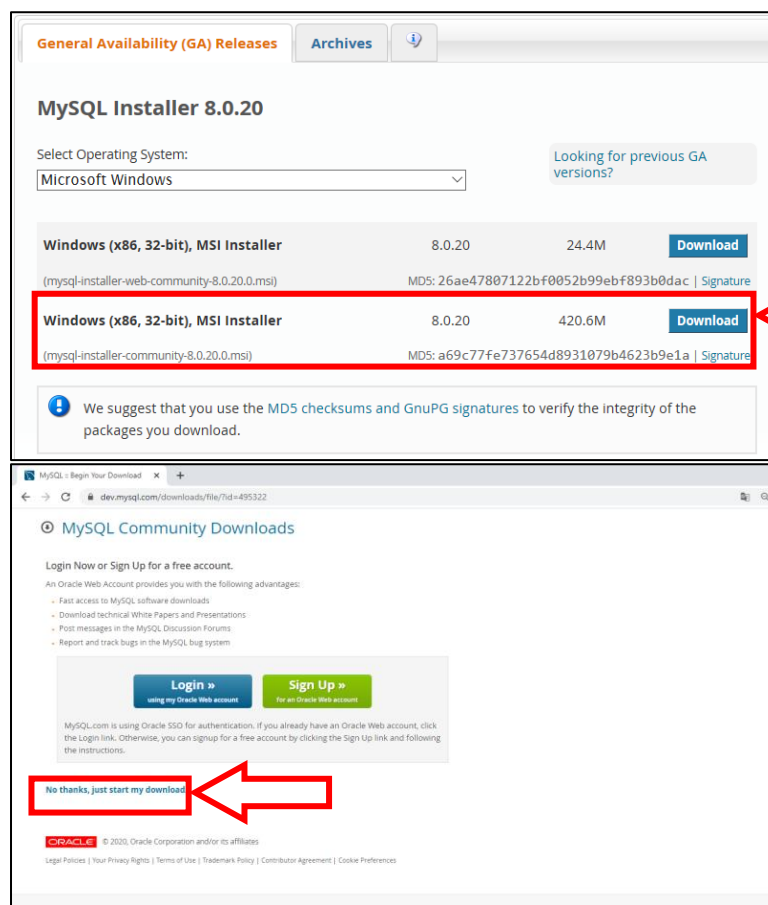 General Availability (GA) Releases Archives
MySQL Installer 8.0.20
Select Operating System:
Looking for previous GA
versions?
Microsoft Windows
Windows (x86, 32-bit), MSI Installer 8.0.20 24.4M Download
(mysql-installer-web-community-8.0.20.0.msi) MD5: 26ae47807122bf0052b99ebf893b0dac | Signature
Windows (x86, 32-bit), MSI Installer 8.0.20 420.6M Download
(mysql-installer-community-8.0.20.0.msi) MD5: a69c77fe737654d8931079b4623b9e1a | Signature
We suggest that you use the MD5 checksums and GnuPG signatures to verify the integrity of the
packages you download.
MySQL :: Begin Your Download
dev.mysql.com/downloads/file/?id=495322
MySQL Community Downloads
Login Now or Sign Up for a free account.
An Oracle Web Account provides you with the following advantages:
Fast access to MySQL software downloads
Download technical White Papers and Presentations
Post messages in the MySQL Discussion Forums
Report and track bugs in the MySQL bug system
Login » Sign Up »
using my Oracle Web account for an Oracle Web account
MySQL.com is using Oracle SSO for authentication. If you already have an Oracle Web account, click
the Login link. Otherwise, you can signup for a free account by clicking the Sign Up link and following
the instructions.
No thanks, just start my download
ORACLE © 2020, Oracle Corporation and/or its affiliates
Legal Policies | Your Privacy Rights | Terms of Use | Trademark Policy | Contributor Agreement | Cookie Preferences